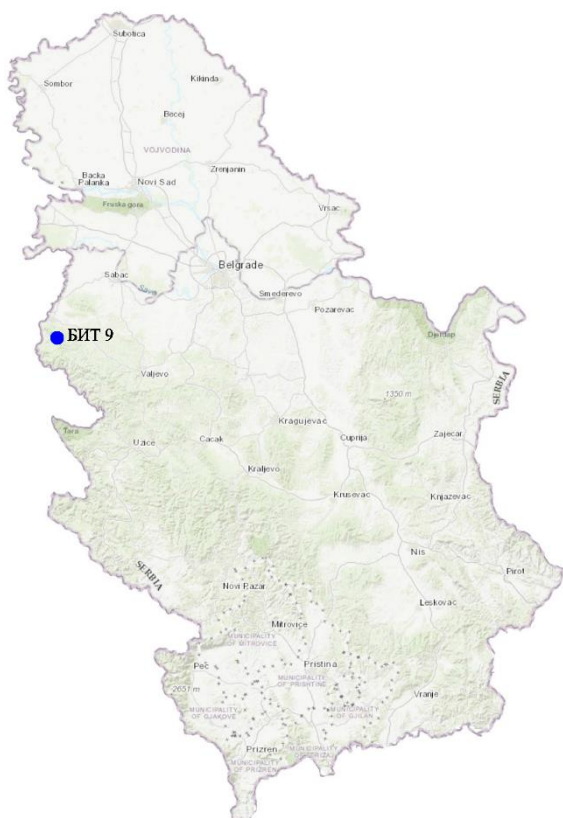 Subotica
Sombor
Kikinda
Becej
VOJVODINA
Zrenjanin
Backa
Palanka
Novi Sad
Fruska gora
Vrsac
Belgrade
Sabac
Sava
Smederevo
Pozarevac
Djerdap
БИТ 9
Valjevo
1350 m
SERBIA
Tara
Uzice
Cacak
Kragujevac
Cuprija
Zajecar
Kraljevo
Krusevac
Knjazevac
Nis
Pirot
SERBIA
Novi Pazar
Leskovac
Mitrovice
MUNICIPALITY
OF MITROVICE
Pristina
Peć
MUNICIPALITY
OF PRISHTINE
2651 m
Vranje
MUNICIPALITY
OF GJAKOVE
MUNICIPALITY
OF GJILAN
Prizren
MUNICIPALITY
OF PRIZREN
MUNICIPALITY